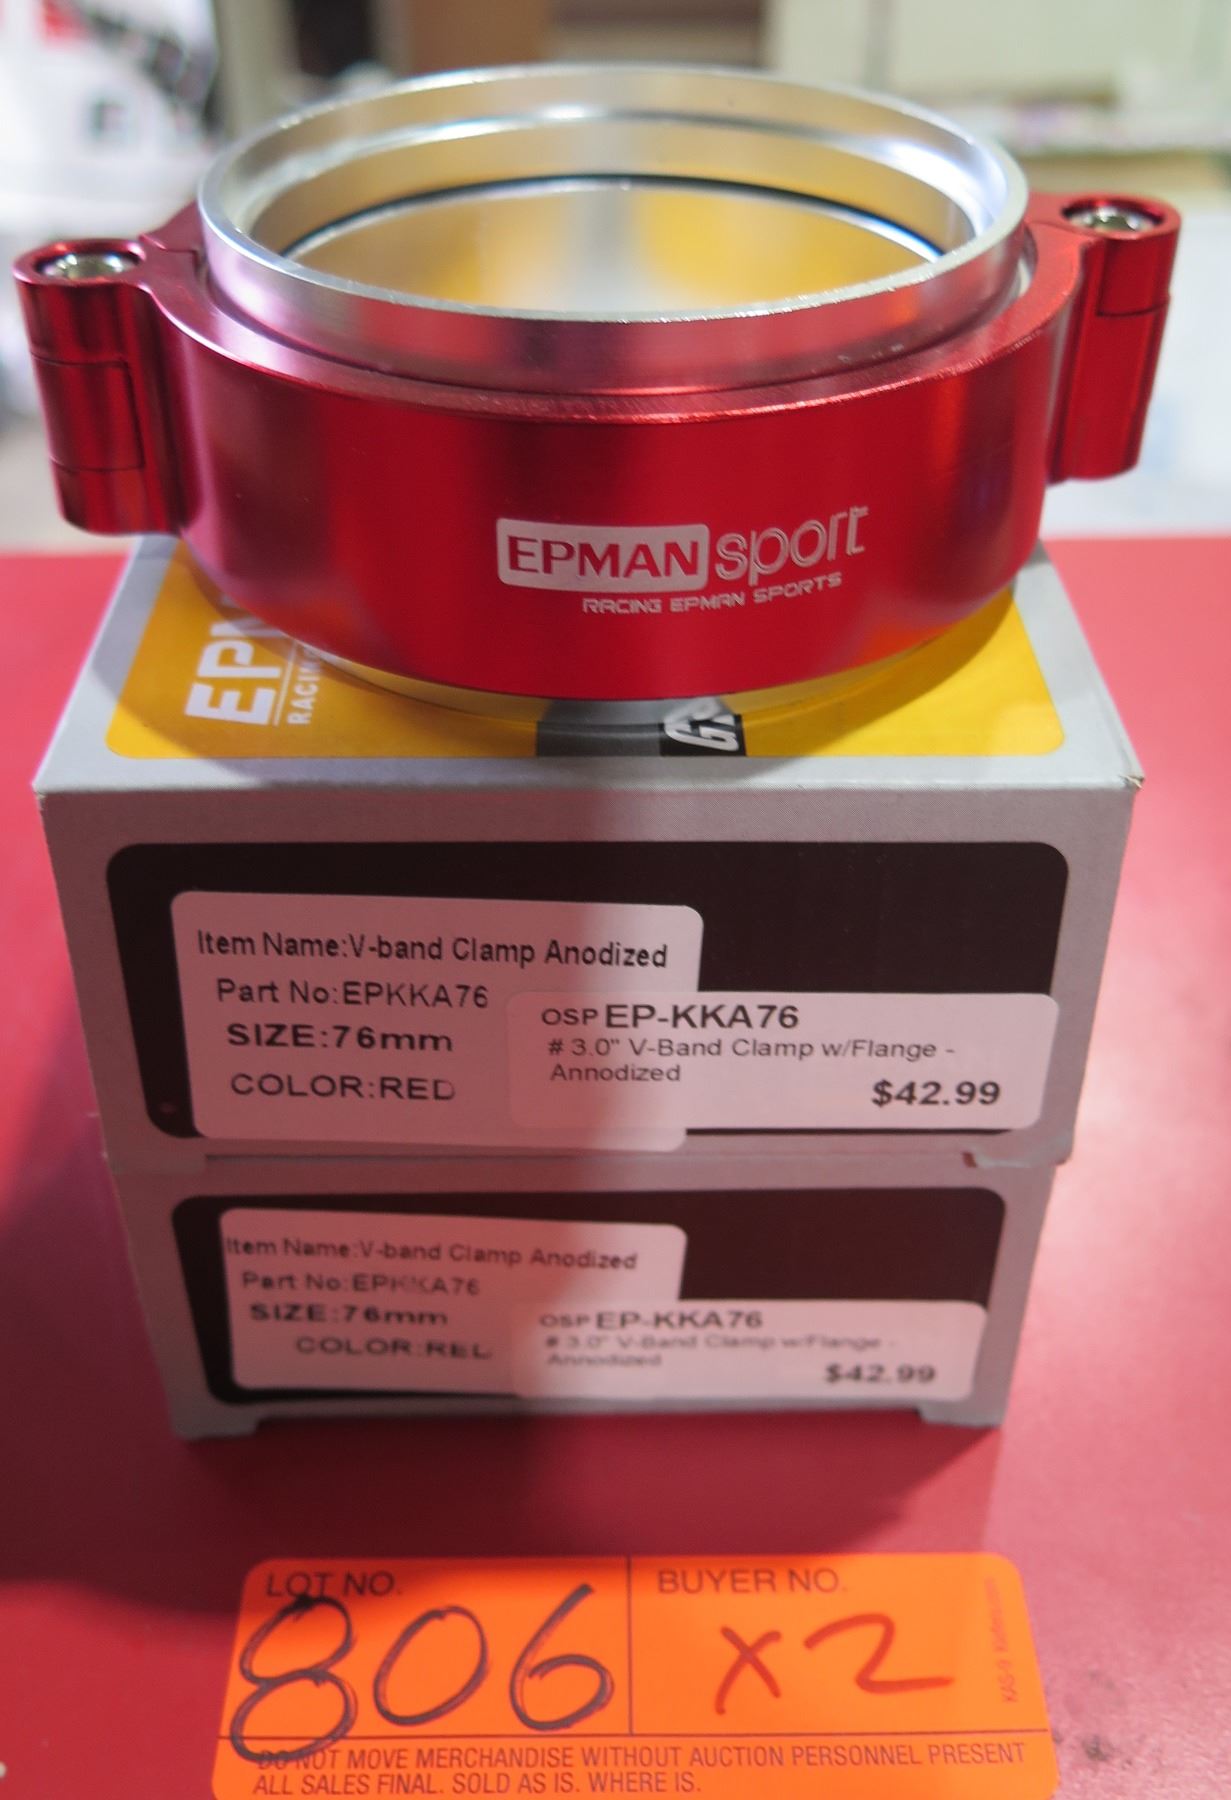 EPMAN sport
RACING EPMAN SPORTS
Item Name:V-band Clamp Anodized
Part No:EPKKA76
SIZE:76mm
COLOR:RED
OSP EP-KKA76
# 3.0" V-Band Clamp w/Flange -
Annodized
$42.99
Item Name:V-band Clamp Anodized
Part No:EPKKA76
SIZE:76mm
COLOR:RED
OSP EP-KKA76
# 3.0" V-Band Clamp w/Flange -
Annodized
$42.99
LOT NO.
806
BUYER NO.
X2
DO NOT MOVE MERCHANDISE WITHOUT AUCTION PERSONNEL PRESENT
ALL SALES FINAL. SOLD AS IS. WHERE IS.